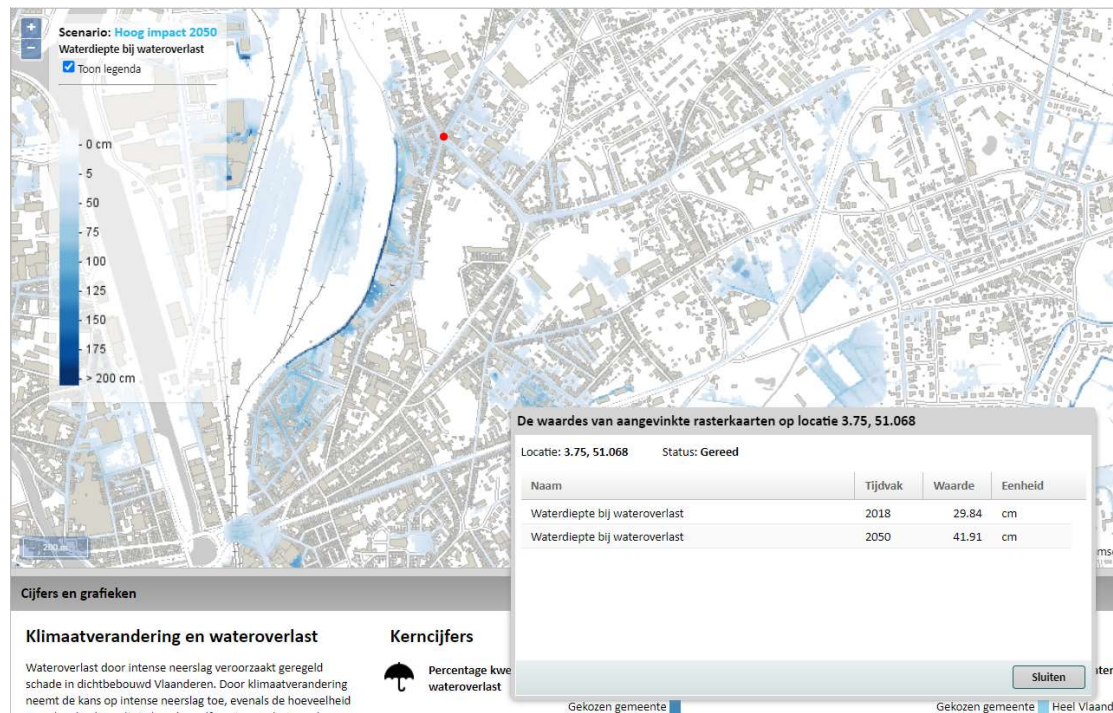 +
−
Scenario: Hoog impact 2050
Waterdiepte bij wateroverlast
Toon legenda
0 cm
5
50
75
100
125
150
175
> 200 cm
200 m
De waardes van aangevinkte rasterkaarten op locatie 3.75, 51.068
Locatie: 3.75, 51.068 Status: Gereed
Naam Tijdvak Waarde Eenheid
Waterdiepte bij wateroverlast 2018 29.84 cm
Waterdiepte bij wateroverlast 2050 41.91 cm
Sluiten
Cijfers en grafieken
Klimaatverandering en wateroverlast
Wateroverlast door intense neerslag veroorzaakt geregeld
schade in dichtbebouwd Vlaanderen. Door klimaatverandering
neemt de kans op intense neerslag toe, evenals de hoeveelheid
Kerncijfers
Percentage kwe
wateroverlast
Gekozen gemeente
Gekozen gemeente Heel Vlaand